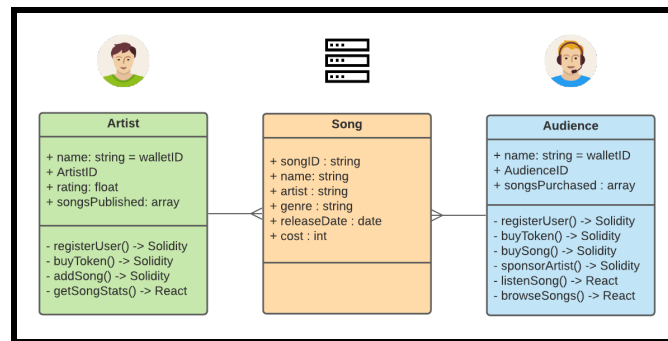 Artist
+ name: string = walletID
+ ArtistID
+ rating: float
+ songsPublished: array
- registerUser() -> Solidity
- buyToken() -> Solidity
- addSong() -> Solidity
- getSongStats() -> React
Song
+ songID : string
+ name: string
+ artist : string
+ genre : string
+ releaseDate : date
+ cost : int
Audience
+ name: string = walletID
+ AudienceID
+ songsPurchased : array
- registerUser() -> Solidity
- buyToken() -> Solidity
- buySong() -> Solidity
- sponsorArtist() -> Solidity
- listenSong() -> React
- browseSongs() -> React